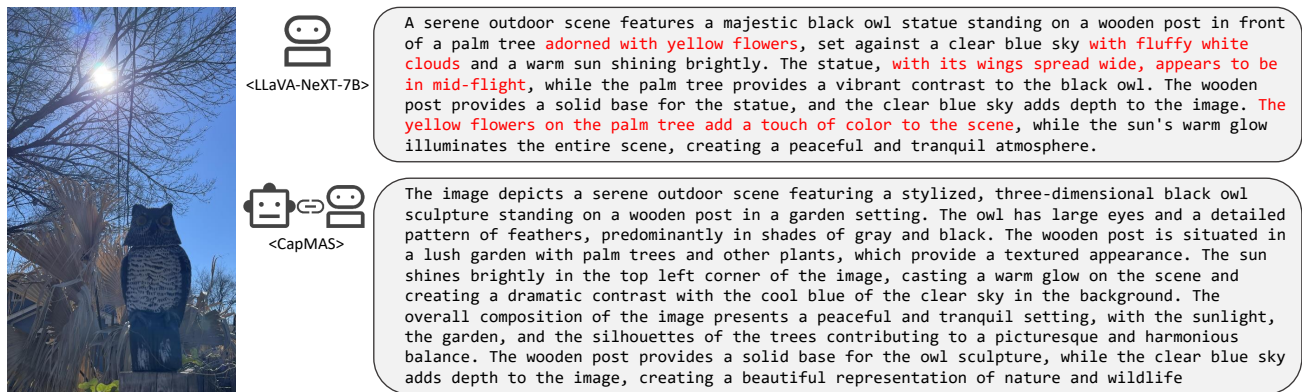 <LLaVA-NeXT-7B>
A serene outdoor scene features a majestic black owl statue standing on a wooden post in front
of a palm tree adorned with yellow flowers, set against a clear blue sky with fluffy white
clouds and a warm sun shining brightly. The statue, with its wings spread wide, appears to be
in mid-flight, while the palm tree provides a vibrant contrast to the black owl. The wooden
post provides a solid base for the statue, and the clear blue sky adds depth to the image. The
yellow flowers on the palm tree add a touch of color to the scene, while the sun's warm glow
illuminates the entire scene, creating a peaceful and tranquil atmosphere.
<CapMAS>
The image depicts a serene outdoor scene featuring a stylized, three-dimensional black owl
sculpture standing on a wooden post in a garden setting. The owl has large eyes and a detailed
pattern of feathers, predominantly in shades of gray and black. The wooden post is situated in
a lush garden with palm trees and other plants, which provide a textured appearance. The sun
shines brightly in the top left corner of the image, casting a warm glow on the scene and
creating a dramatic contrast with the cool blue of the clear sky in the background. The
overall composition of the image presents a peaceful and tranquil setting, with the sunlight,
the garden, and the silhouettes of the trees contributing to a picturesque and harmonious
balance. The wooden post provides a solid base for the owl sculpture, while the clear blue sky
adds depth to the image, creating a beautiful representation of nature and wildlife